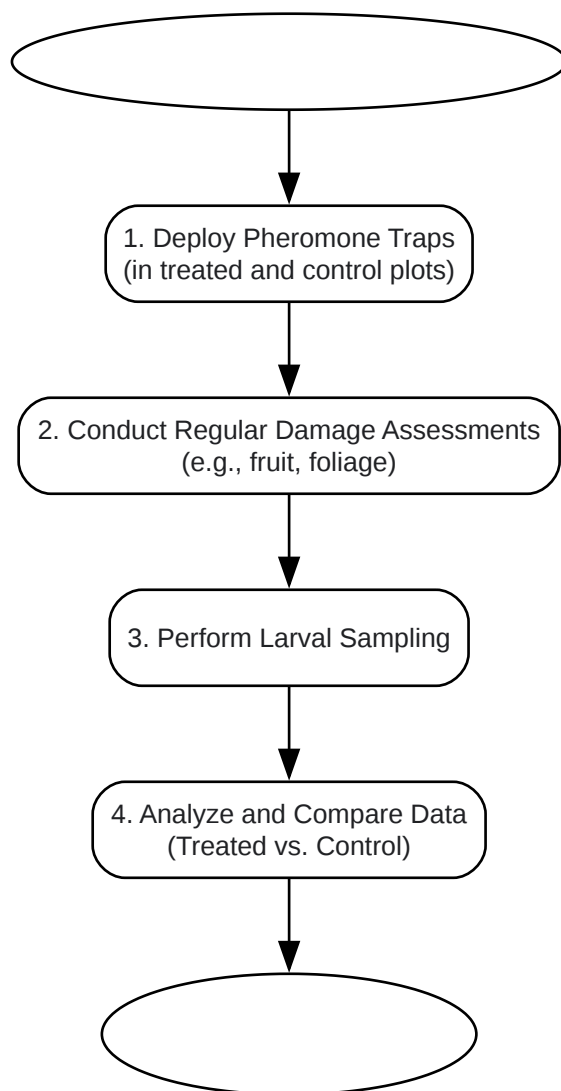 1. Deploy Pheromone Traps
(in treated and control plots)
2. Conduct Regular Damage Assessments
(e.g., fruit, foliage)
3. Perform Larval Sampling
4. Analyze and Compare Data
(Treated vs. Control)